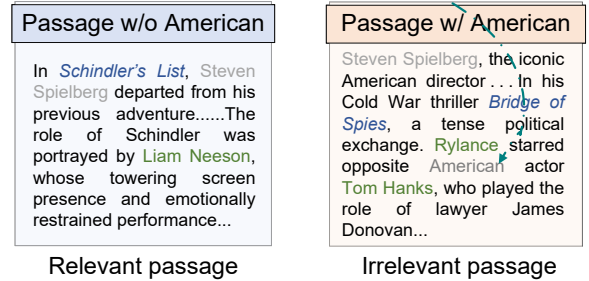 Passage w/o American
In Schindler's List, Steven
Spielberg departed from his
previous adventure......The
role of Schindler was
portrayed by Liam Neeson,
whose towering screen
presence and emotionally
restrained performance...
Relevant passage
Passage w/ American
Steven Spielberg, the iconic
American director . . . In his
Cold War thriller Bridge of
Spies, a tense political
exchange. Rylance starred
opposite American actor
Tom Hanks, who played the
role of lawyer James
Donovan...
Irrelevant passage